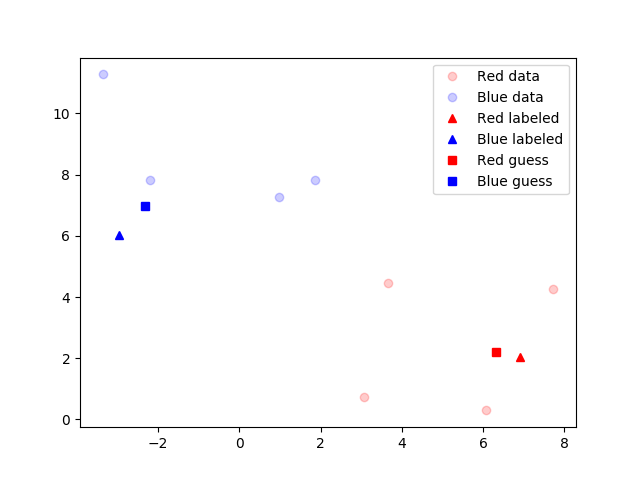 Red data
Blue data
Red labeled
Blue labeled
Red guess
Blue guess
10
8
6
4
2
0
−2 0 2 4 6 8